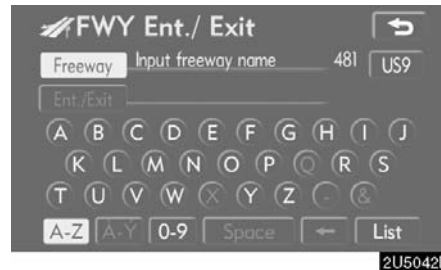 FWY Ent./ Exit
Freeway Input freeway name 481 US9
Ent./Exit
A B C D E F G H I J
K L M N O P Q R S
T U V W X Y Z - &
A-Z À-Ý 0-9 Space ← List
2U5042